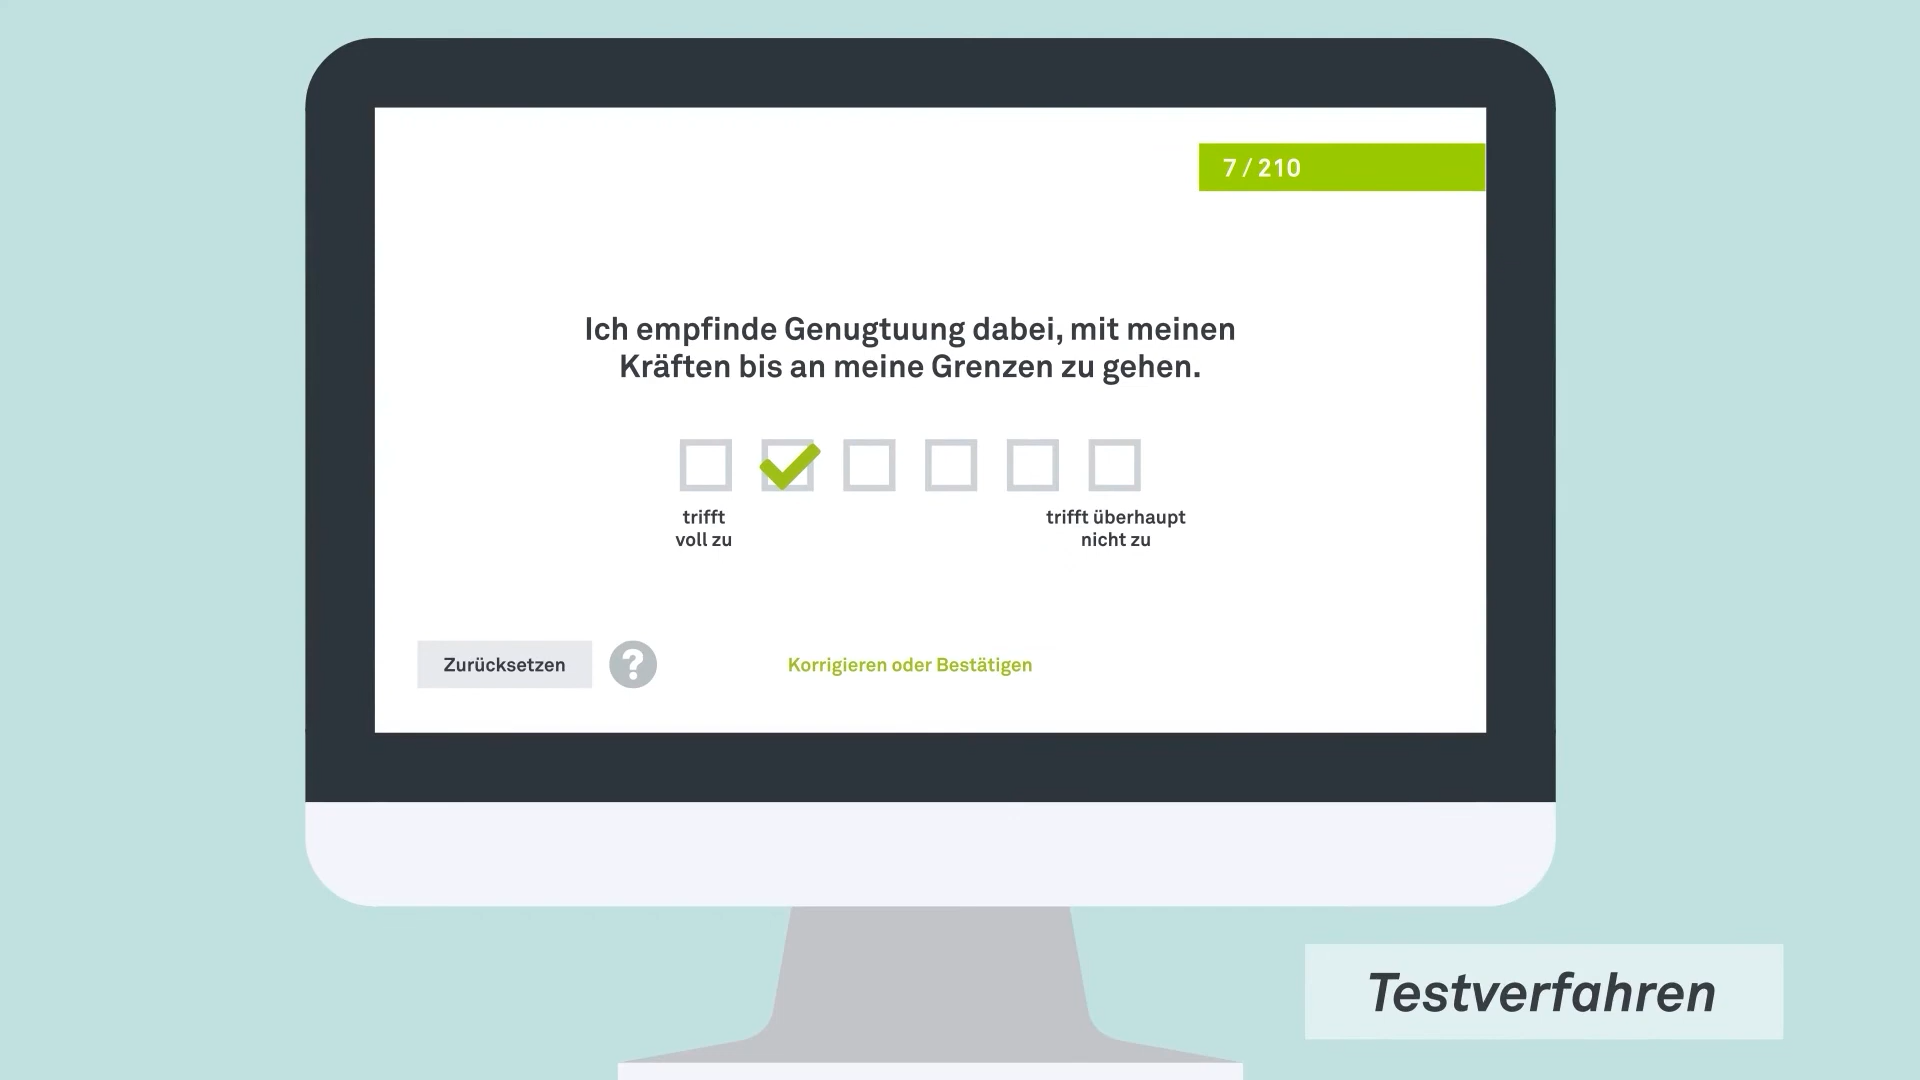 7 / 210
Ich empfinde Genugtuung dabei, mit meinen
Kräften bis an meine Grenzen zu gehen.
trifft
voll zu
trifft überhaupt
nicht zu
Zurücksetzen
?
Korrigieren oder Bestätigen
Testverfahren